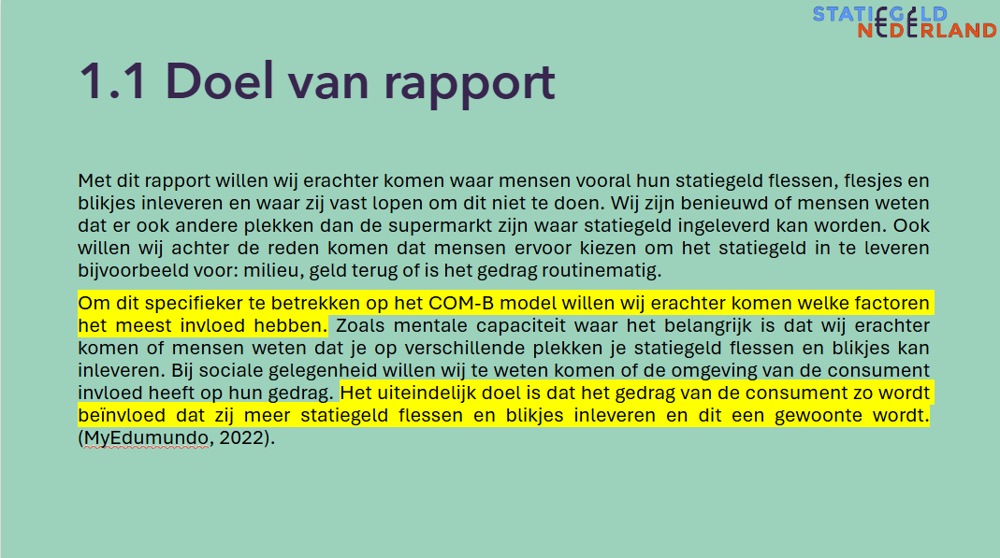 STATIEGELD
NEDERLAND
1.1 Doel van rapport
Met dit rapport willen wij erachter komen waar mensen vooral hun statiegeld flessen, flesjes en
blikjes inleveren en waar zij vast lopen om dit niet te doen. Wij zijn benieuwd of mensen weten
dat er ook andere plekken dan de supermarkt zijn waar statiegeld ingeleverd kan worden. Ook
willen wij achter de reden komen dat mensen ervoor kiezen om het statiegeld in te leveren
bijvoorbeeld voor: milieu, geld terug of is het gedrag routinematig.
Om dit specifieker te betrekken op het COM-B model willen wij erachter komen welke factoren
het meest invloed hebben. Zoals mentale capaciteit waar het belangrijk is dat wij erachter
komen of mensen weten dat je op verschillende plekken je statiegeld flessen en blikjes kan
inleveren. Bij sociale gelegenheid willen wij te weten komen of de omgeving van de consument
invloed heeft op hun gedrag. Het uiteindelijk doel is dat het gedrag van de consument zo wordt
beïnvloed dat zij meer statiegeld flessen en blikjes inleveren en dit een gewoonte wordt.
(MyEdumundo, 2022).